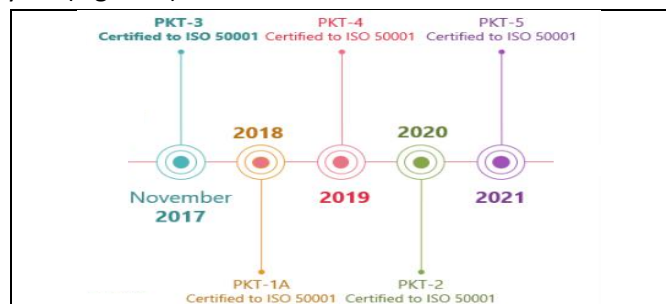 PKT-3
Certified to ISO 50001
PKT-4
Certified to ISO 50001
PKT-5
Certified to ISO 50001
2018
2020
November
2017
2019
2021
PKT-1A
Certified to ISO 50001
PKT-2
Certified to ISO 50001